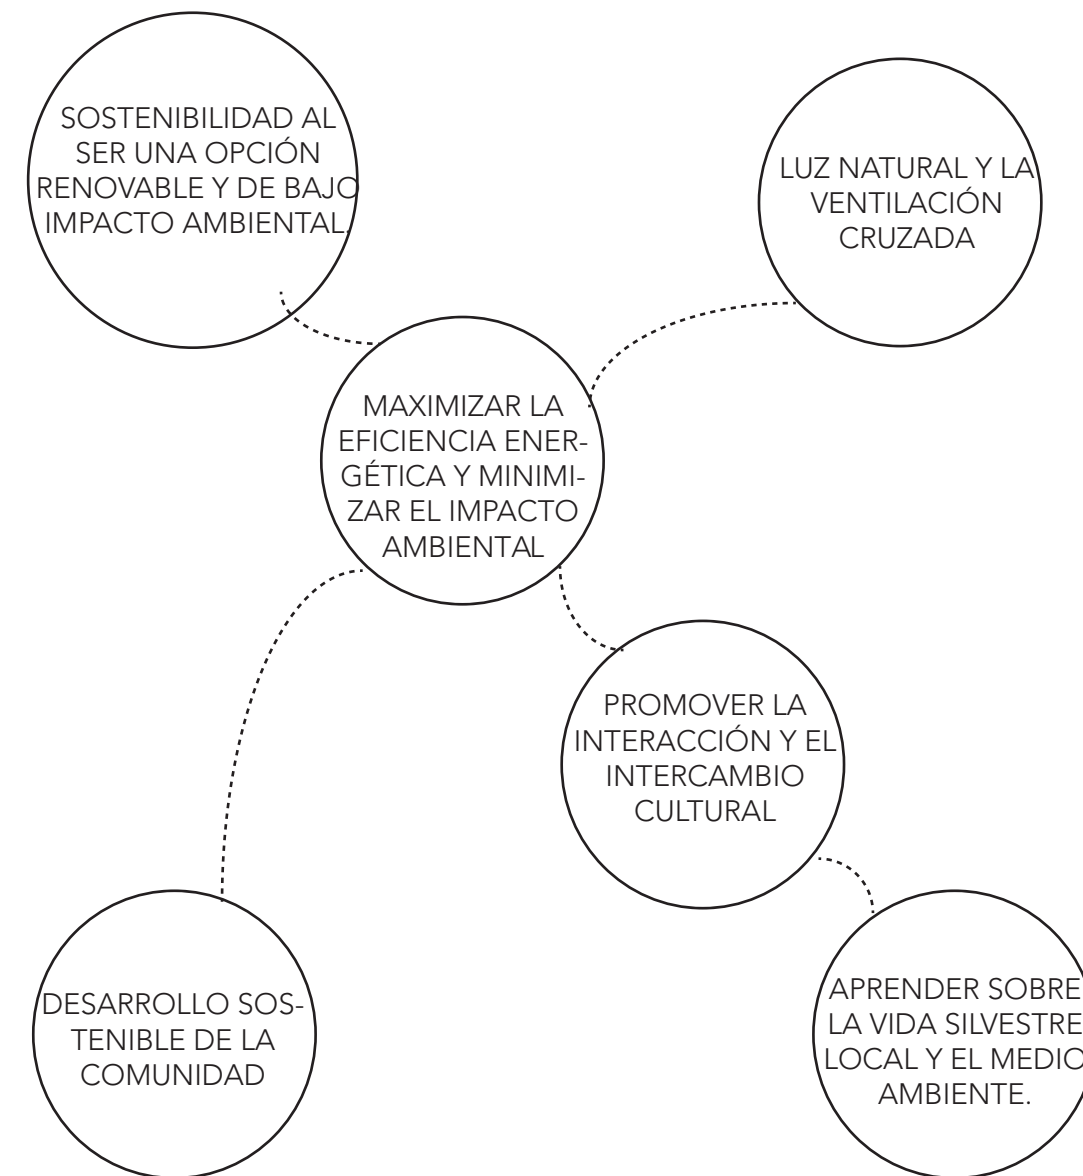 SOSTENIBILIDAD AL
SER UNA OPCIÓN
RENOVABLE Y DE BAJO
IMPACTO AMBIENTAL.
LUZ NATURAL Y LA
VENTILACIÓN
CRUZADA
MAXIMIZAR LA
EFICIENCIA ENER-
GÉTICA Y MINIMI-
ZAR EL IMPACTO
AMBIENTAL
PROMOVER LA
INTERACCIÓN Y EL
INTERCAMBIO
CULTURAL
DESARROLLO SOS-
TENIBLE DE LA
COMUNIDAD
APRENDER SOBRE
LA VIDA SILVESTRE
LOCAL Y EL MEDIO
AMBIENTE.